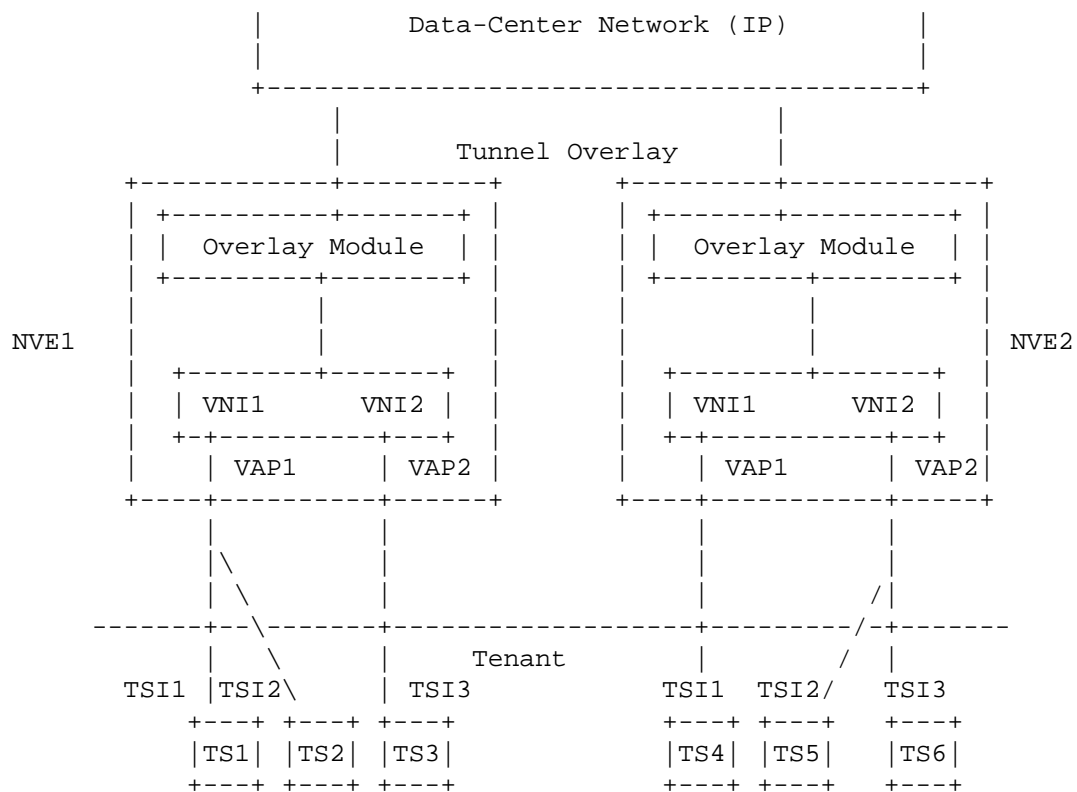 Data-Center Network (IP)
Tunnel Overlay
Overlay Module Overlay Module
NVE1 NVE2
VNI1 VNI2 VNI1 VNI2
VAP1 VAP2 VAP1 VAP2
Tenant
TSI1 TSI2 TSI3 TSI1 TSI2 TSI3
TS1 TS2 TS3 TS4 TS5 TS6